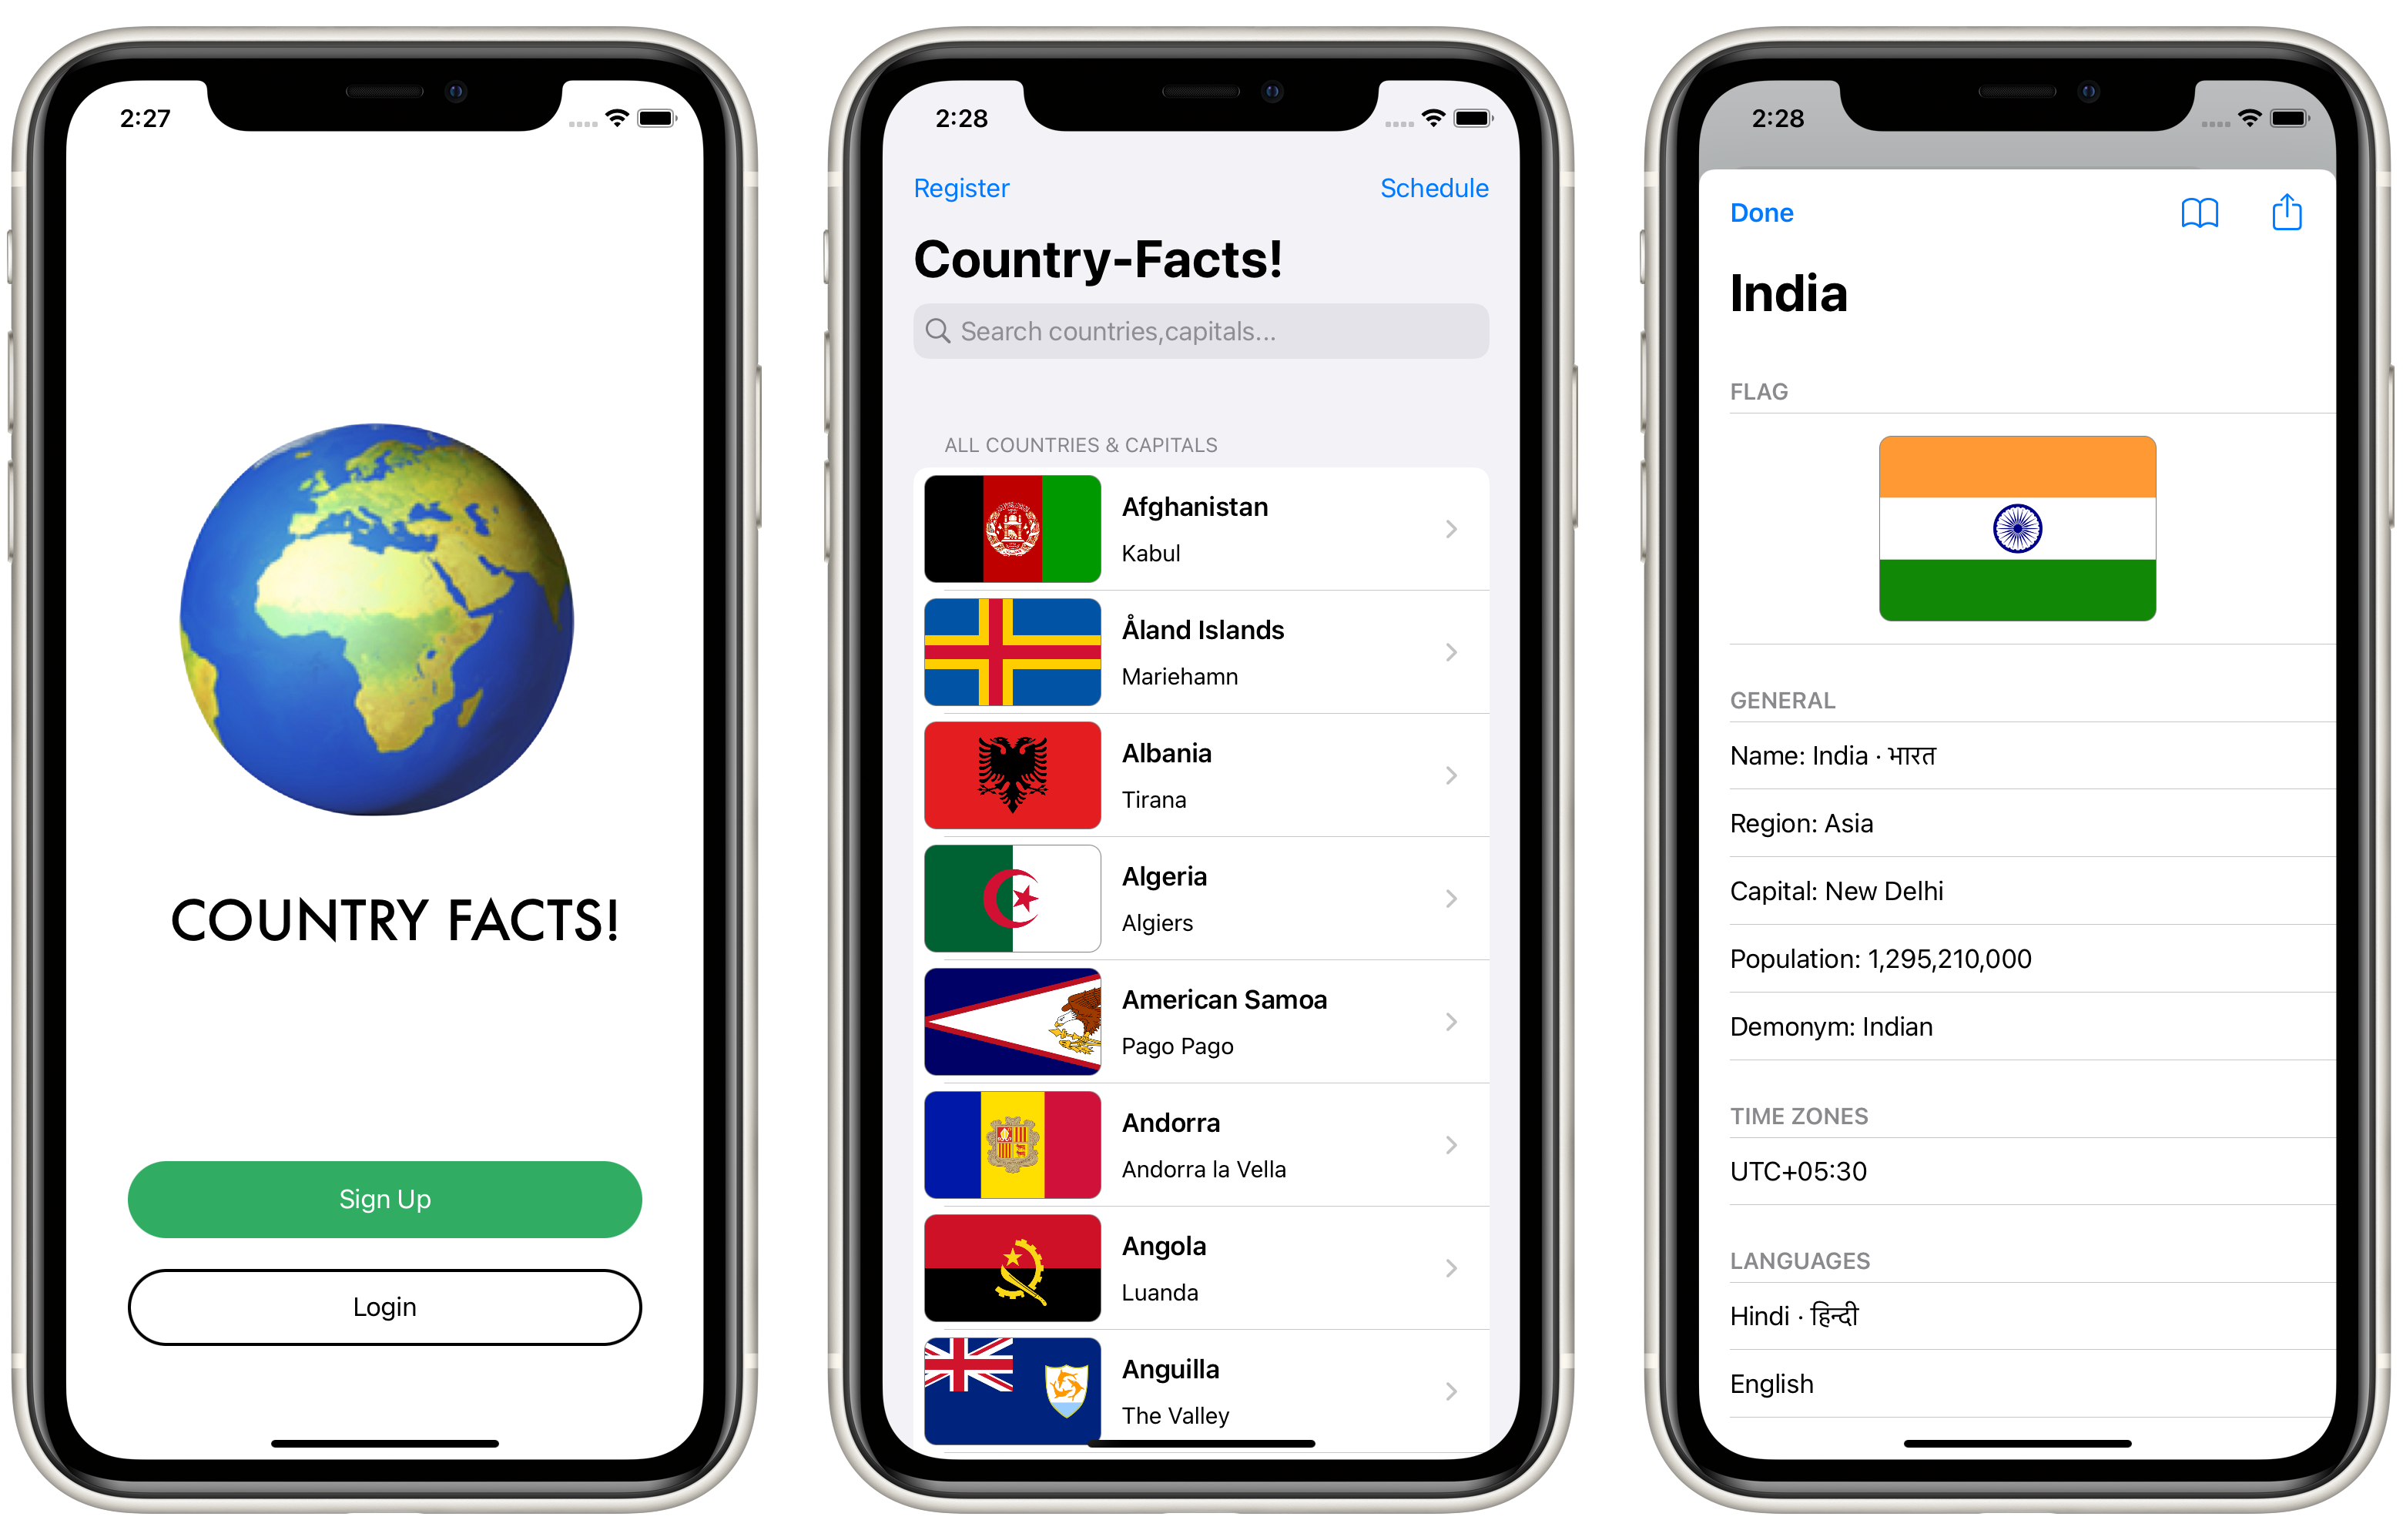 2:27
COUNTRY FACTS!
Sign Up
Login
2:28
Register
Schedule
Country-Facts!
Search countries,capitals...
ALL COUNTRIES & CAPITALS
Afghanistan
Kabul
Åland Islands
Mariehamn
Albania
Tirana
Algeria
Algiers
American Samoa
Pago Pago
Andorra
Andorra la Vella
Angola
Luanda
Anguilla
The Valley
2:28
Done
India
FLAG
GENERAL
Name: India · भारत
Region: Asia
Capital: New Delhi
Population: 1,295,210,000
Demonym: Indian
TIME ZONES
UTC+05:30
LANGUAGES
Hindi · हिन्दी
English